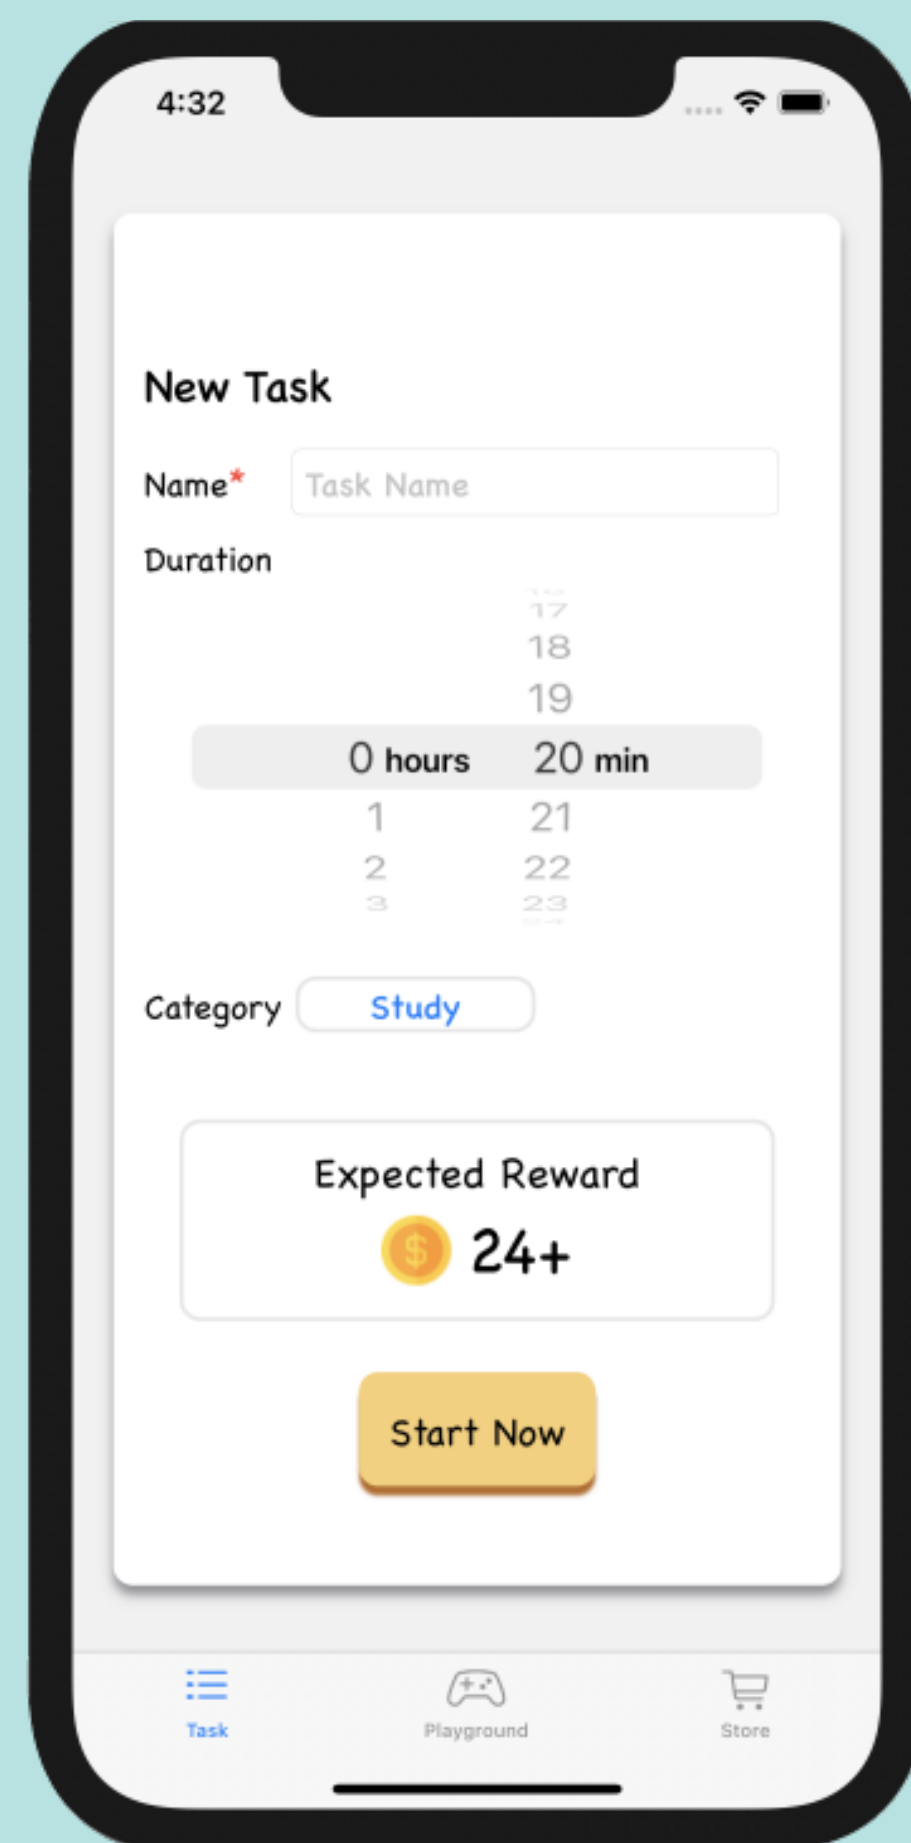 4:32
New Task
Name* Task Name
Duration
17
18
19
0 hours 20 min
1 21
2 22
3 23
Category Study
Expected Reward
$ 24+
Start Now
Task Playground Store